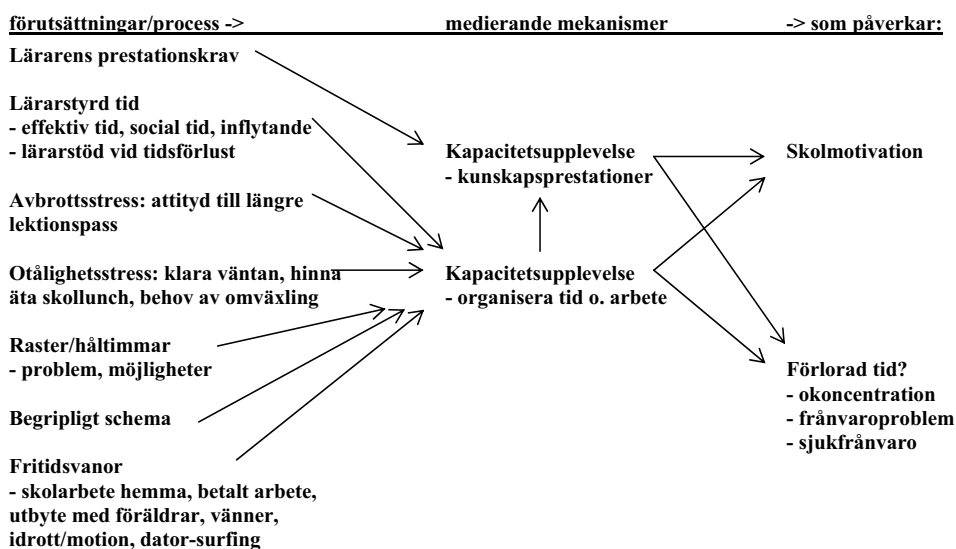 förutsättningar/process -> medierande mekanismer -> som påverkar:
Lärarens prestationskrav
Lärarstyrd tid
- effektiv tid, social tid, inflytande
- lärarstöd vid tidsförlust
Avbrottsstress: attityd till längre
lektionspass
Otålighetsstress: klara väntan, hinna
äta skollunch, behov av omväxling
Raster/håltimmar
- problem, möjligheter
Begripligt schema
Fritidsvanor
- skolarbete hemma, betalt arbete,
utbyte med föräldrar, vänner,
idrott/motion, dator-surfing
Kapacitetsupplevelse
- kunskapsprestationer
Kapacitetsupplevelse
- organisera tid o. arbete
Skolmotivation
Förlorad tid?
- okoncentration
- frånvaroproblem
- sjukfrånvaro